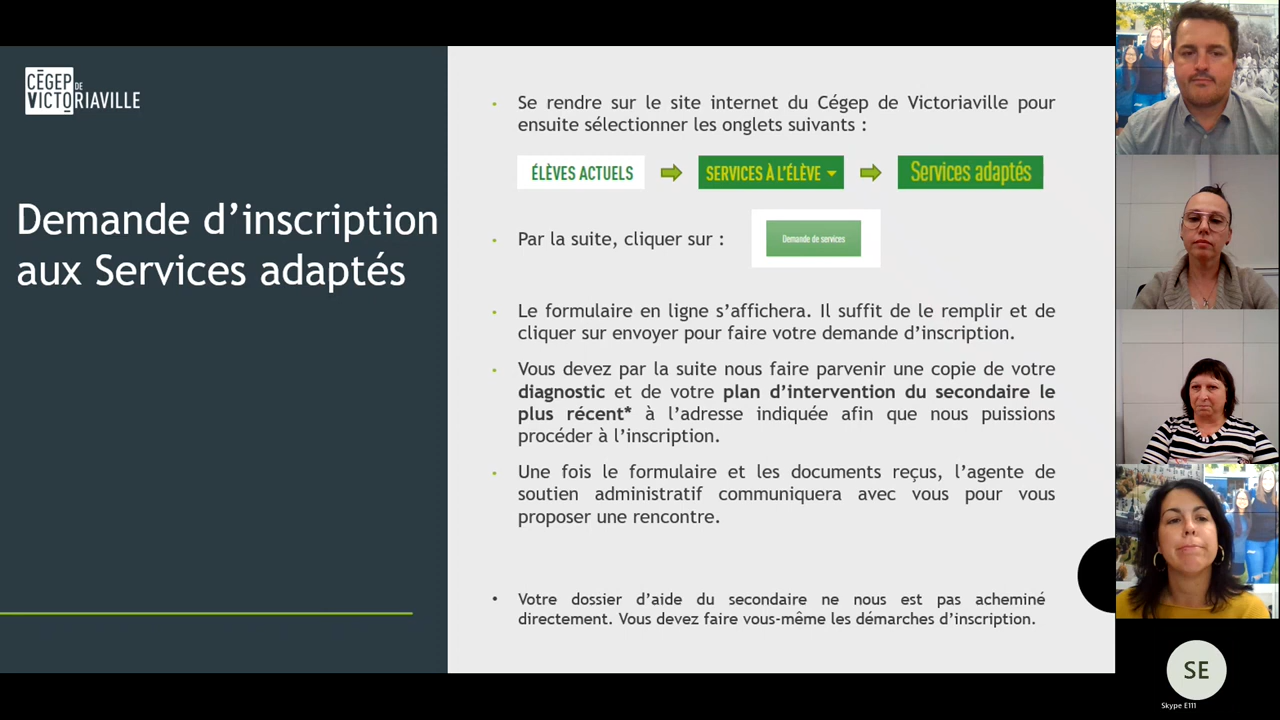 CÉGEP DE
VICTORIAVILLE
Demande d’inscription
aux Services adaptés
Se rendre sur le site internet du Cégep de Victoriaville pour
ensuite sélectionner les onglets suivants :
ÉLÈVES ACTUELS
SERVICES À L’ÉLÈVE
Services adaptés
Par la suite, cliquer sur :
Demande de services
Le formulaire en ligne s’affichera. Il suffit de le remplir et de
cliquer sur envoyer pour faire votre demande d’inscription.
Vous devez par la suite nous faire parvenir une copie de votre
diagnostic et de votre plan d’intervention du secondaire le
plus récent* à l’adresse indiquée afin que nous puissions
procéder à l’inscription.
Une fois le formulaire et les documents reçus, l’agente de
soutien administratif communiquera avec vous pour vous
proposer une rencontre.
• Votre dossier d’aide du secondaire ne nous est pas acheminé
directement. Vous devez faire vous-même les démarches d’inscription.
SE
Skype E111